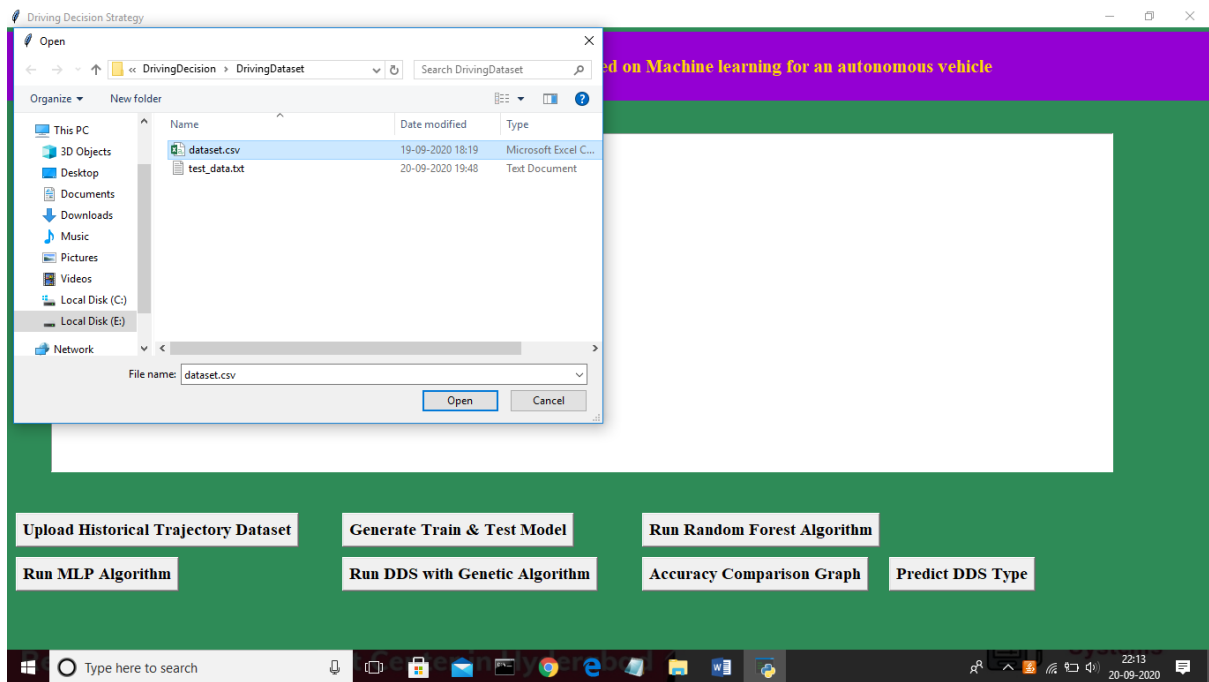 Driving Decision Strategy
Open
ed on Machine learning for an autonomous vehicle
« DrivingDecision > DrivingDataset
Search DrivingDataset
Organize
New folder
Name
Date modified
Type
This PC
3D Objects
Desktop
Documents
Downloads
Music
Pictures
Videos
Local Disk (C:)
Local Disk (E:)
Network
dataset.csv 19-09-2020 18:19 Microsoft Excel C...
test_data.txt 20-09-2020 19:48 Text Document
File name: dataset.csv
Open
Cancel
Upload Historical Trajectory Dataset
Generate Train & Test Model
Run Random Forest Algorithm
Run MLP Algorithm
Run DDS with Genetic Algorithm
Accuracy Comparison Graph
Predict DDS Type
Type here to search
22:13
20-09-2020